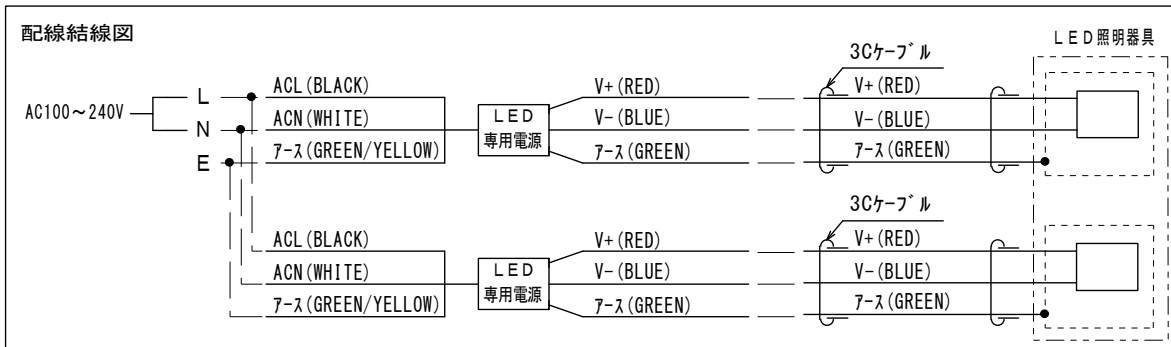 配線結線図
LED照明器具
3Cケーブル
AC100~240V
L
N
E
ACL(BLACK)
ACN(WHITE)
アース(GREEN/YELLOW)
LED
専用電源
V+(RED)
V-(BLUE)
アース(GREEN)
V+(RED)
V-(BLUE)
アース(GREEN)
3Cケーブル
ACL(BLACK)
ACN(WHITE)
アース(GREEN/YELLOW)
LED
専用電源
V+(RED)
V-(BLUE)
アース(GREEN)
V+(RED)
V-(BLUE)
アース(GREEN)